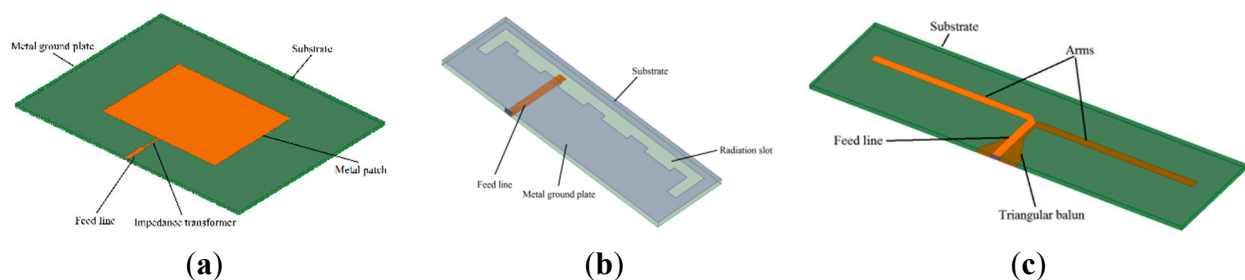 Metal ground plate
Substrate
Metal patch
Feed line
Impedance transformer
(a)
Substrate
Radiation slot
Feed line
Metal ground plate
(b)
Substrate
Arms
Feed line
Triangular balun
(c)